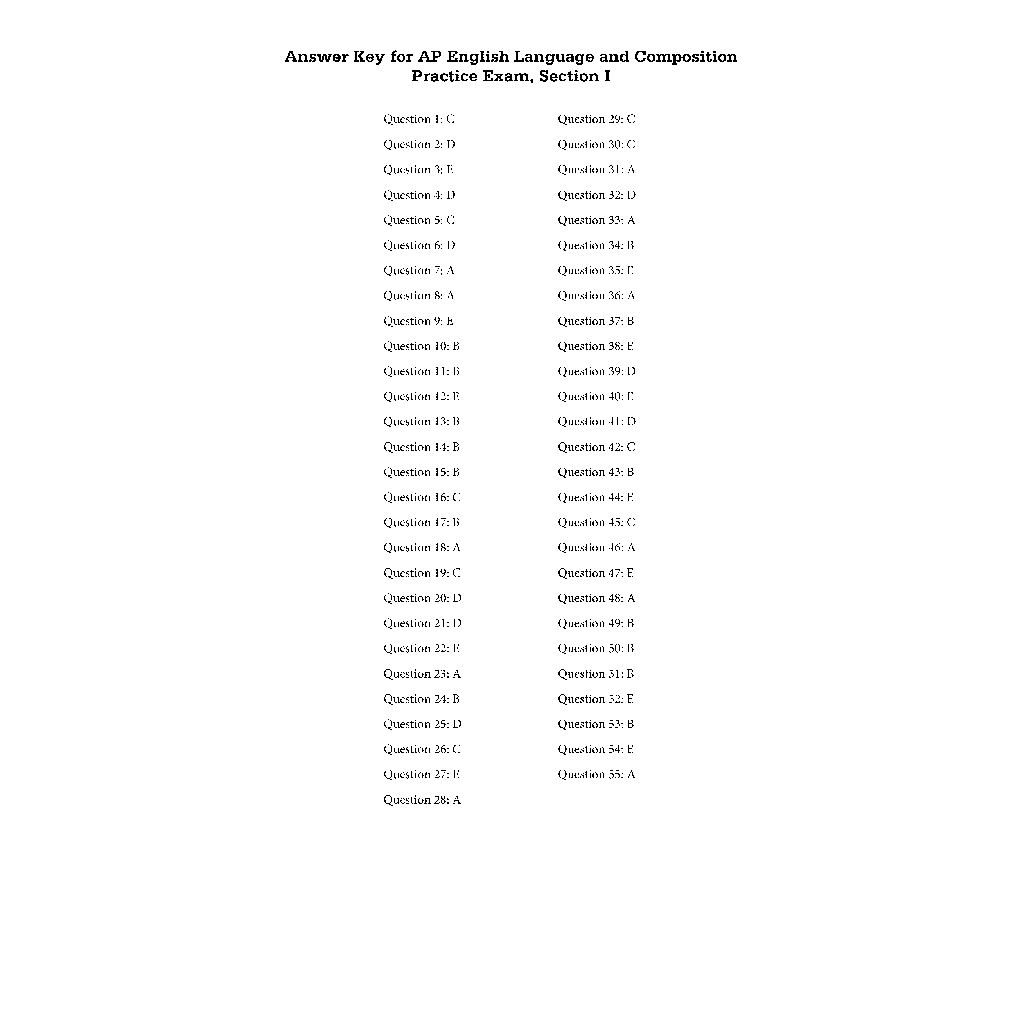 Answer Key for AP English Language and Composition
Practice Exam, Section I
Question 1: C
Question 2: D
Question 3: E
Question 4: D
Question 5: C
Question 6: D
Question 7: A
Question 8: A
Question 9: E
Question 10: B
Question 11: B
Question 12: E
Question 13: B
Question 14: B
Question 15: B
Question 16: C
Question 17: B
Question 18: A
Question 19: C
Question 20: D
Question 21: D
Question 22: E
Question 23: A
Question 24: B
Question 25: D
Question 26: C
Question 27: E
Question 28: A
Question 29: C
Question 30: C
Question 31: A
Question 32: D
Question 33: A
Question 34: B
Question 35: E
Question 36: A
Question 37: B
Question 38: E
Question 39: D
Question 40: E
Question 41: D
Question 42: C
Question 43: B
Question 44: E
Question 45: C
Question 46: A
Question 47: E
Question 48: A
Question 49: B
Question 50: B
Question 51: B
Question 52: E
Question 53: B
Question 54: E
Question 55: A